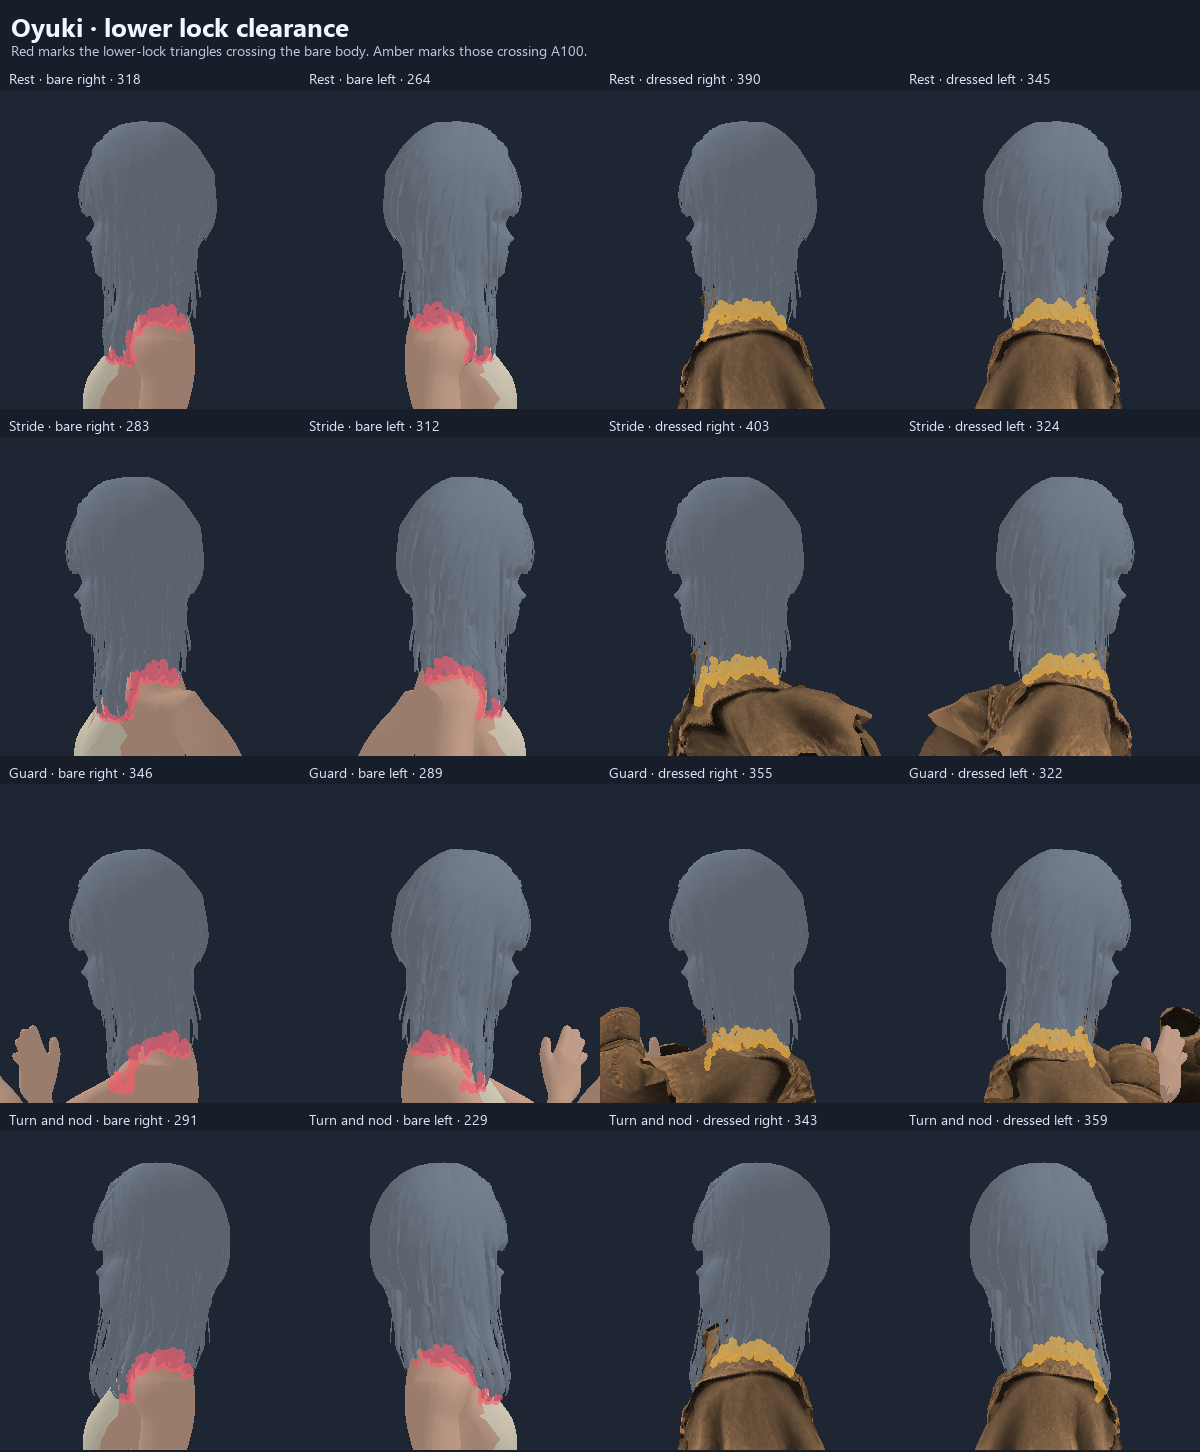 Oyuki · lower lock clearance
Red marks the lower-lock triangles crossing the bare body. Amber marks those crossing A100.
Rest · bare right · 318
Rest · bare left · 264
Rest · dressed right · 390
Rest · dressed left · 345
Stride · bare right · 283
Stride · bare left · 312
Stride · dressed right · 403
Stride · dressed left · 324
Guard · bare right · 346
Guard · bare left · 289
Guard · dressed right · 355
Guard · dressed left · 322
Turn and nod · bare right · 291
Turn and nod · bare left · 229
Turn and nod · dressed right · 343
Turn and nod · dressed left · 359